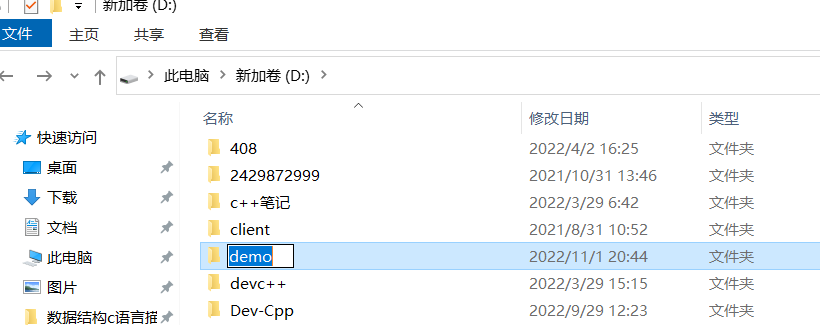 新加卷 (D:)
文件 主页 共享 查看
此电脑 新加卷 (D:)
名称 修改日期 类型
快速访问
桌面
下载
文档
此电脑
图片
数据结构c语言描
408 2022/4/2 16:25 文件夹
2429872999 2021/10/31 13:46 文件夹
c++笔记 2022/3/29 6:42 文件夹
client 2021/8/31 10:52 文件夹
demo 2022/11/1 20:44 文件夹
devc++ 2022/3/29 15:15 文件夹
Dev-Cpp 2022/9/29 12:23 文件夹